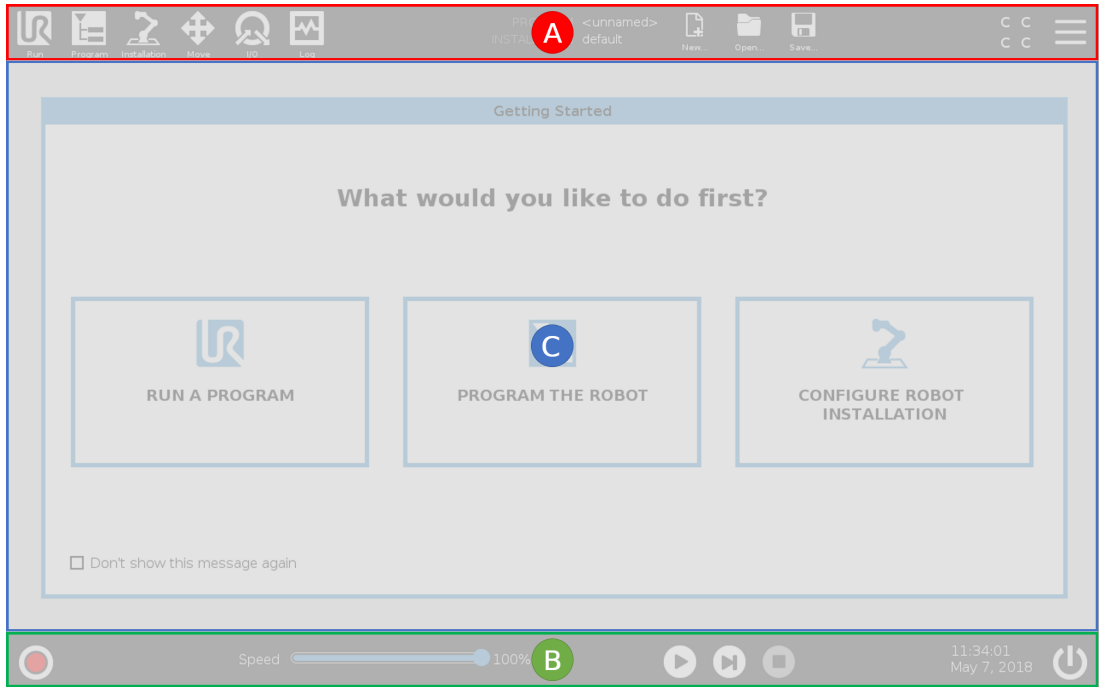 <unnamed>
A
default
Run
Program
Installation
Move
I/O
Log
New...
Open...
Save...
C C
C C
Getting Started
What would you like to do first?
C
RUN A PROGRAM
PROGRAM THE ROBOT
CONFIGURE ROBOT
INSTALLATION
Don't show this message again
Speed
100%
B
11:34:01
May 7, 2018